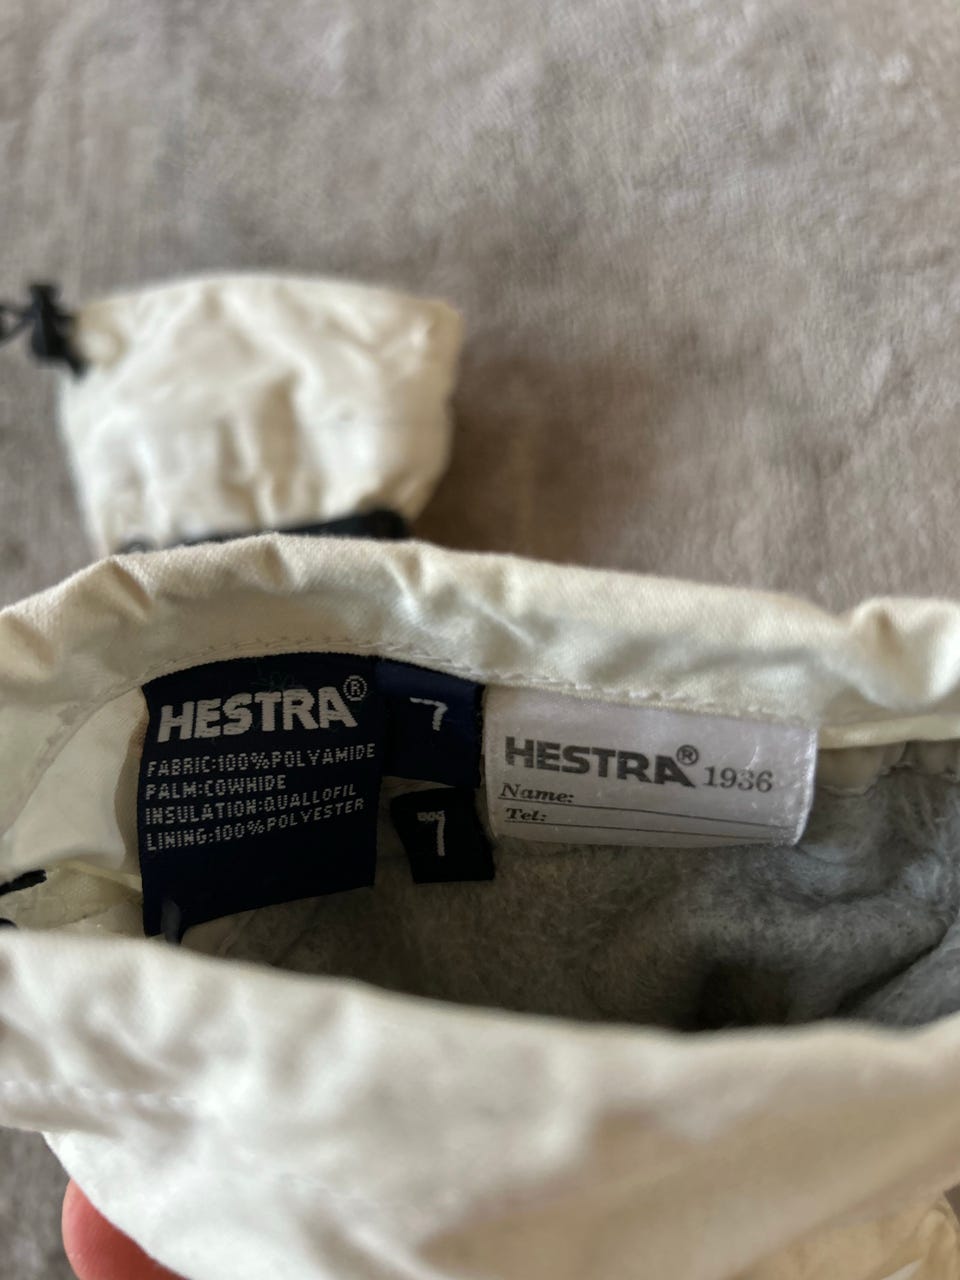 HESTRA®
FABRIC:100%POLYAMIDE
PALM:COWHIDE
INSULATION:QUALLOFIL
LINING:100%POLYESTER
7
7
HESTRA® 1936
Name:
Tel: